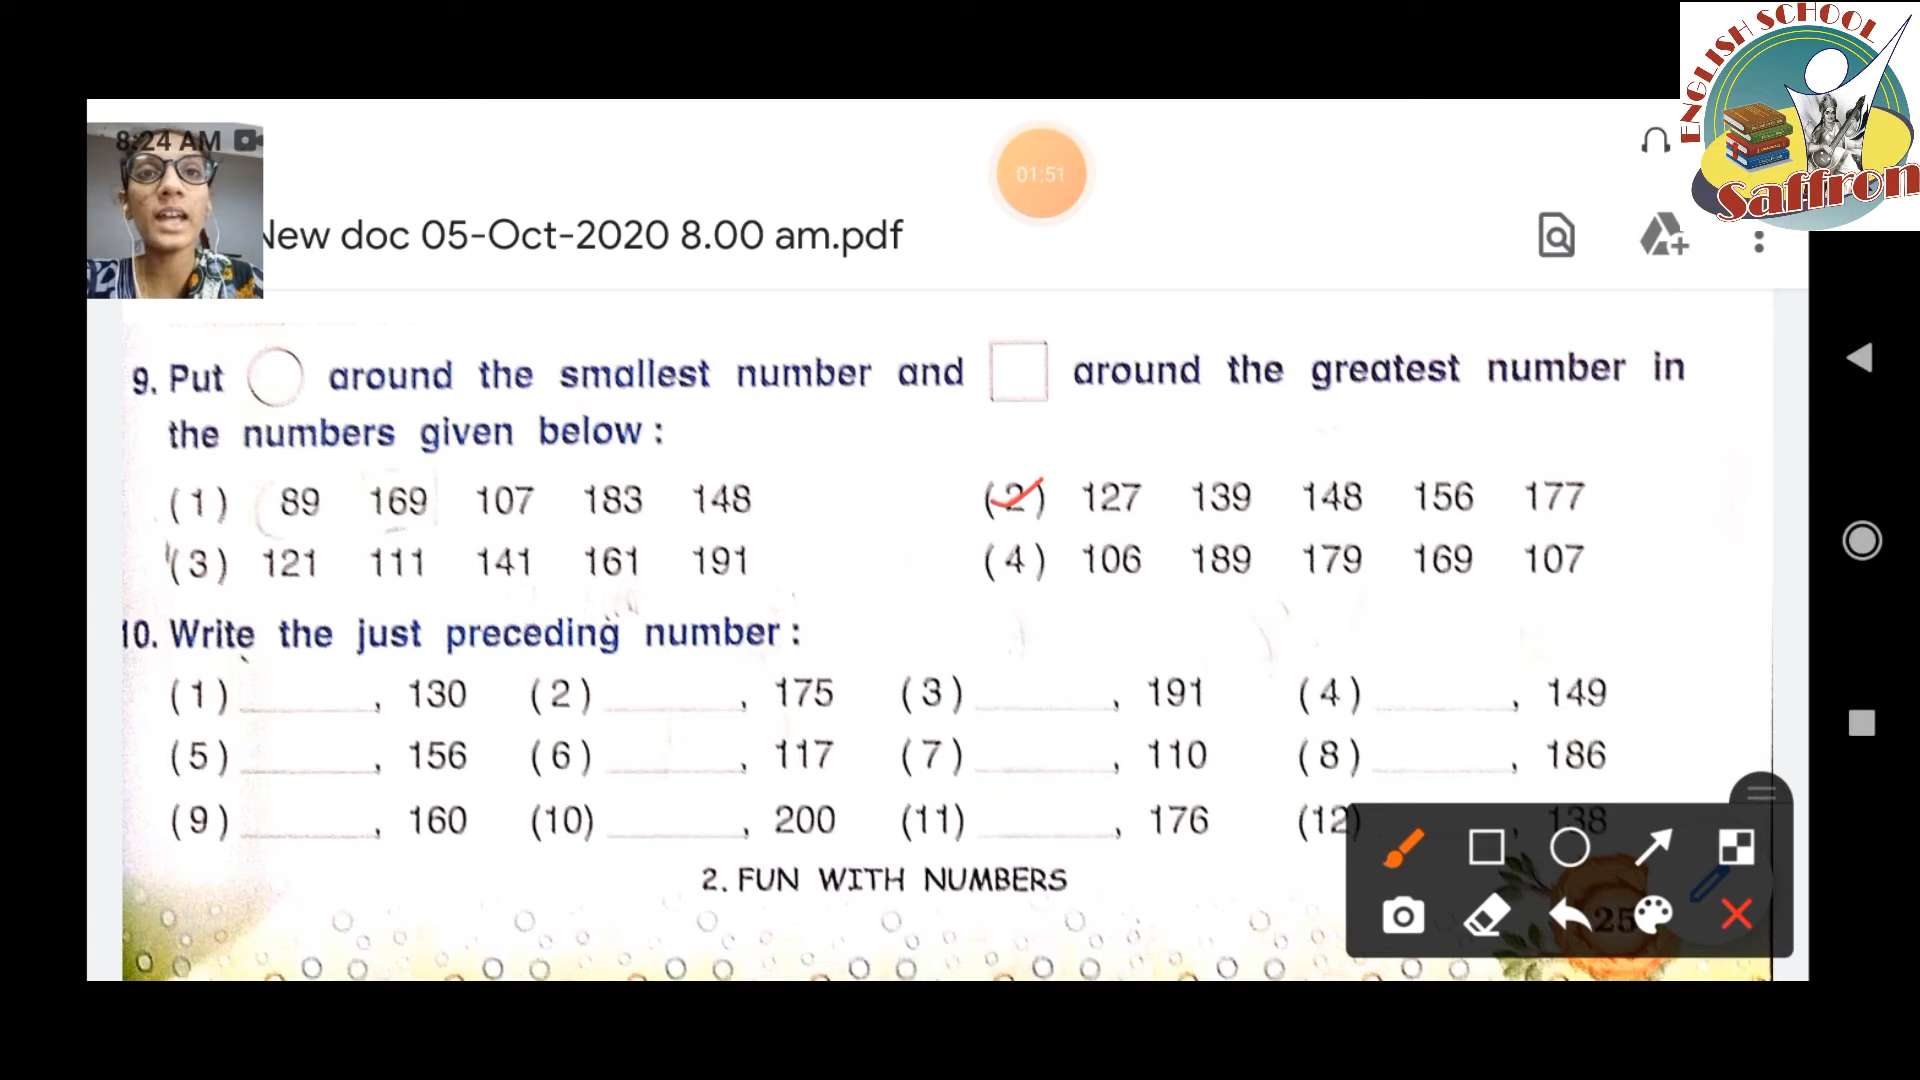 ENGLISH SCHOOL
Saffron
8:24 AM
01:51
New doc 05-Oct-2020 8.00 am.pdf
9. Put around the smallest number and around the greatest number in
the numbers given below :
(1) 89 169 107 183 148 (2) 127 139 148 156 177
(3) 121 111 141 161 191 (4) 106 189 179 169 107
10. Write the just preceding number :
(1) ______, 130 (2) ______, 175 (3) ______, 191 (4) ______, 149
(5) ______, 156 (6) ______, 117 (7) ______, 110 (8) ______, 186
(9) ______, 160 (10) ______, 200 (11) ______, 176 (12) , 138
2. FUN WITH NUMBERS
25